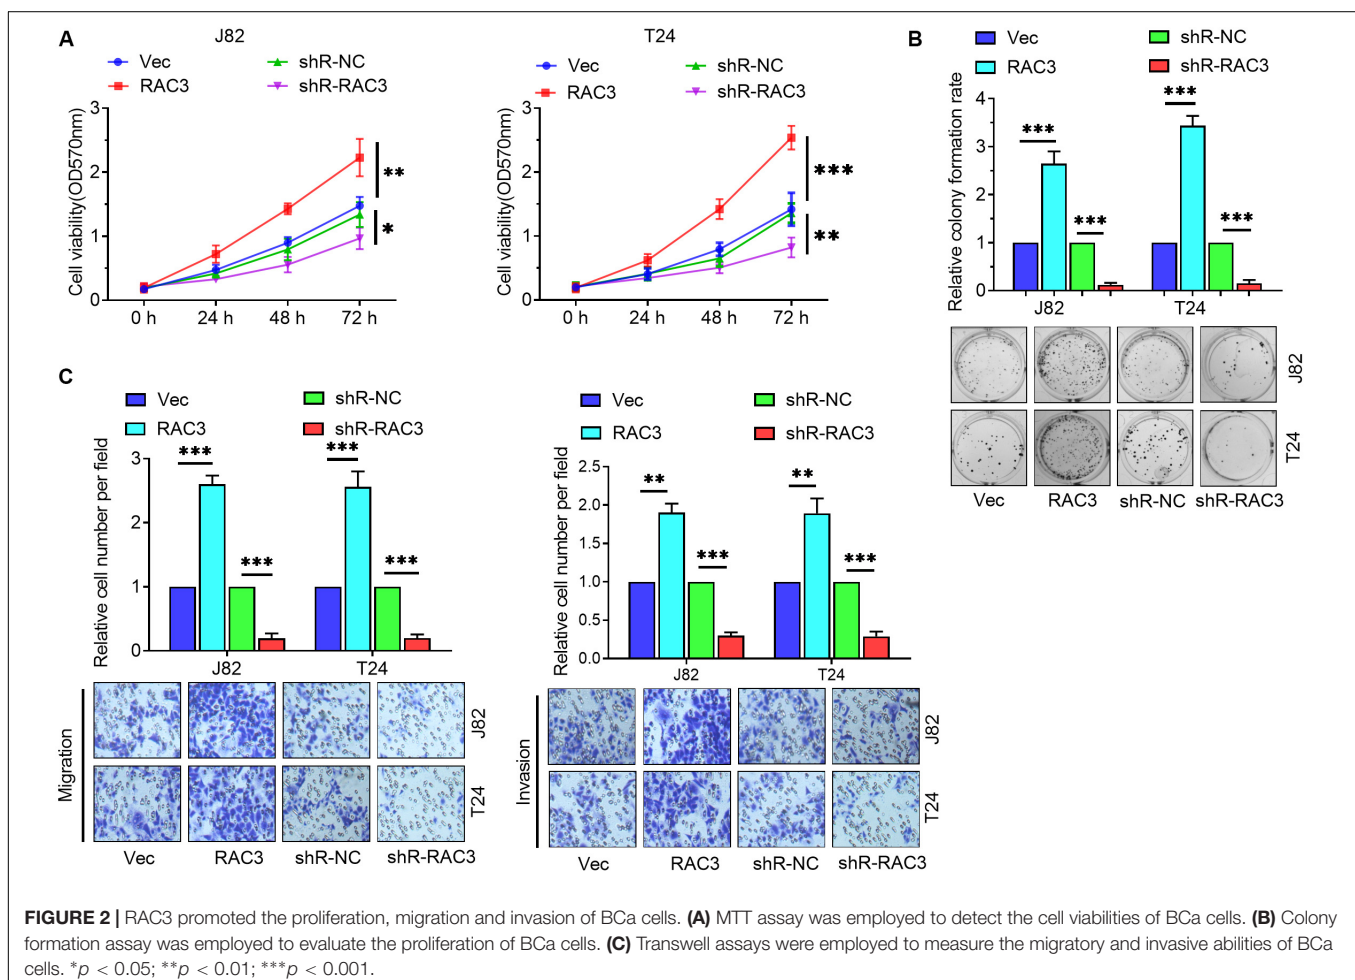 A
J82
Vec
shR-NC
RAC3
shR-RAC3
Cell viability(OD570nm)
3
2
1
0
**
*
0 h 24 h 48 h 72 h
T24
Vec
shR-NC
RAC3
shR-RAC3
Cell viability(OD570nm)
3
2
1
0
***
**
0 h 24 h 48 h 72 h
B
Vec
shR-NC
RAC3
shR-RAC3
Relative colony formation rate
4
3
2
1
0
*** *** *** ***
J82 T24
J82
T24
Vec RAC3 shR-NC shR-RAC3
C
Vec
shR-NC
RAC3
shR-RAC3
Relative cell number per field
3
2
1
0
*** *** *** ***
J82 T24
Migration
J82
T24
Vec RAC3 shR-NC shR-RAC3
Vec
shR-NC
RAC3
shR-RAC3
Relative cell number per field
2.5
2.0
1.5
1.0
0.5
0.0
** *** ** ***
J82 T24
Invasion
J82
T24
Vec RAC3 shR-NC shR-RAC3
FIGURE 2 | RAC3 promoted the proliferation, migration and invasion of BCa cells. (A) MTT assay was employed to detect the cell viabilities of BCa cells. (B) Colony
formation assay was employed to evaluate the proliferation of BCa cells. (C) Transwell assays were employed to measure the migratory and invasive abilities of BCa
cells. *p < 0.05; **p < 0.01; ***p < 0.001.